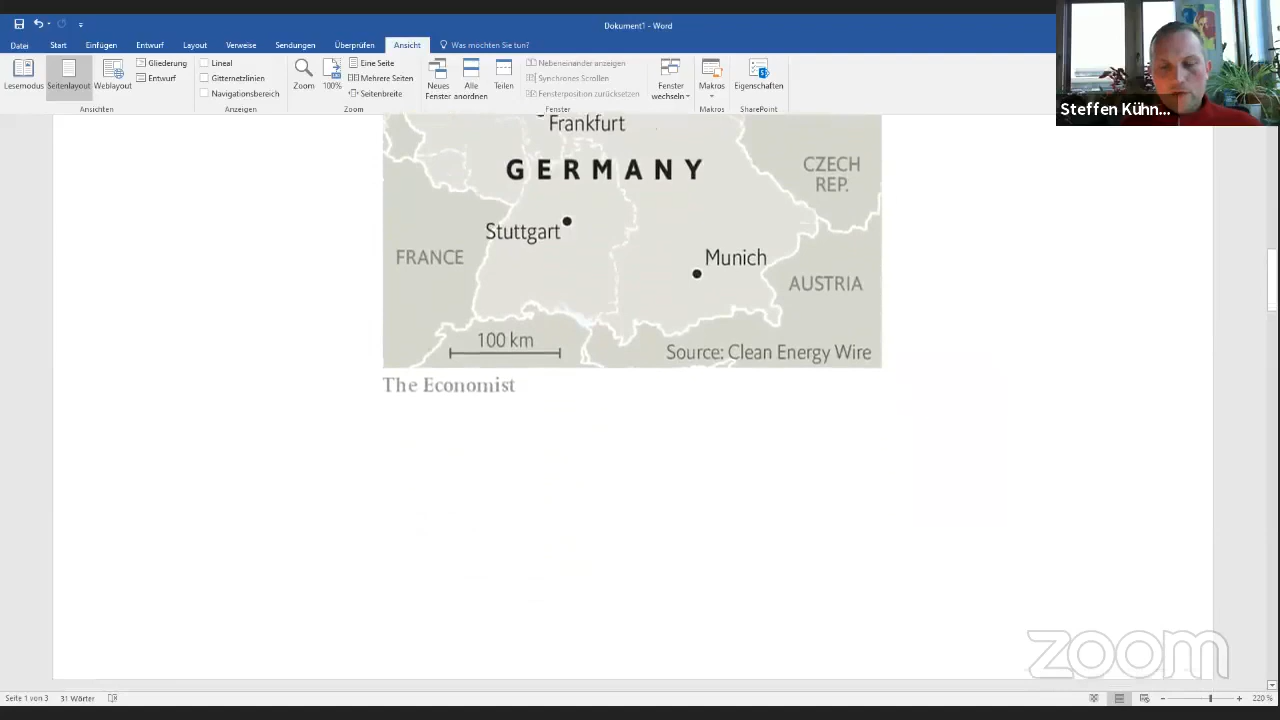 Dokument1 - Word
Datei Start Einfügen Entwurf Layout Verweise Sendungen Überprüfen Ansicht Was möchten Sie tun?
Lesemodus Seitenlayout Weblayout
Gliederung
Entwurf
Ansichten
Lineal
Gitternetzlinien
Navigationsbereich
Anzeigen
Zoom 100%
Eine Seite
Mehrere Seiten
Seitenbreite
Zoom
Neues Fenster
Alle anordnen
Teilen
Nebeneinander anzeigen
Synchrones Scrollen
Fensterposition zurücksetzen
Fenster
Fenster wechseln
Makros
Makros
Eigenschaften
SharePoint
Steffen Kühn...
Frankfurt
GERMANY
CZECH
REP.
Stuttgart
FRANCE
Munich
AUSTRIA
100 km
Source: Clean Energy Wire
The Economist
zoom
Seite 1 von 3 31 Wörter
220 %